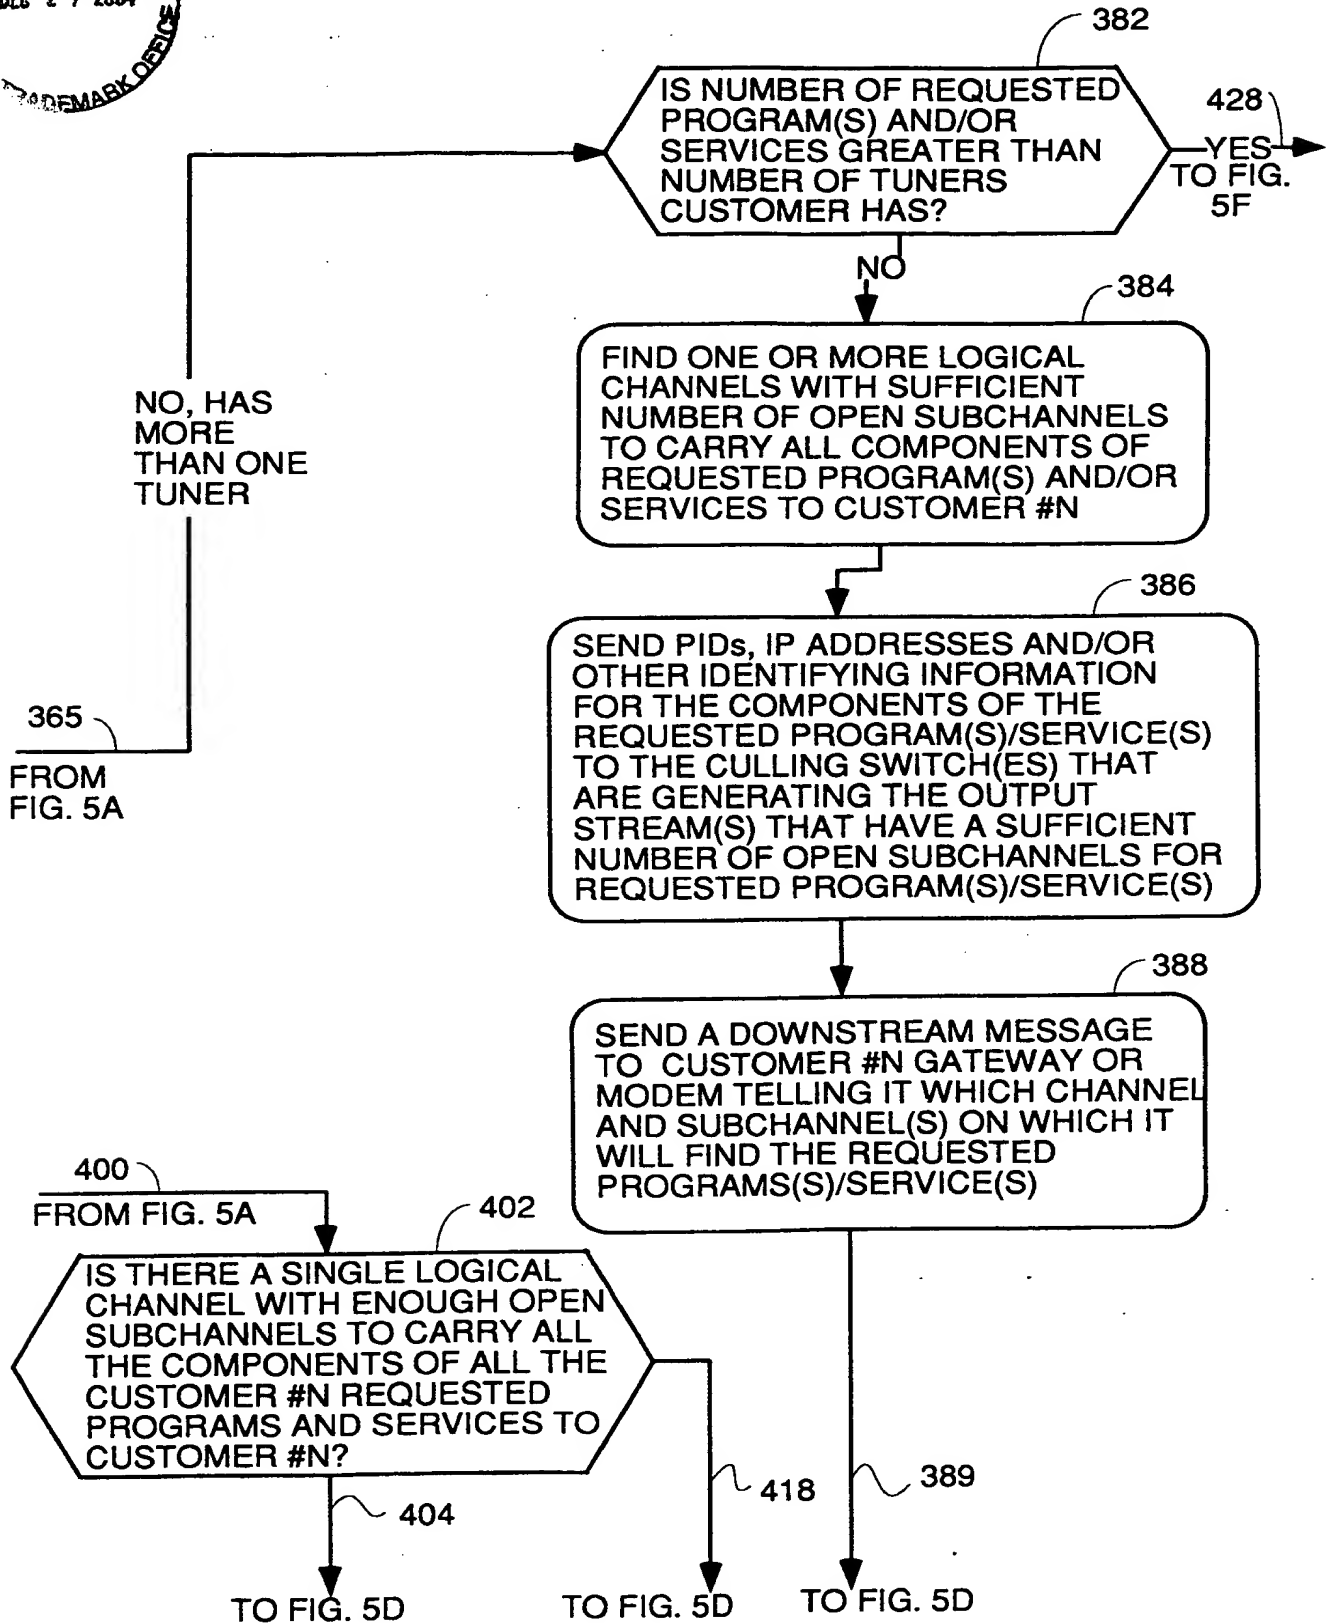 TRADEMARK OFFICE
382
IS NUMBER OF REQUESTED
PROGRAM(S) AND/OR
SERVICES GREATER THAN
NUMBER OF TUNERS
CUSTOMER HAS?
428
YES
TO FIG.
5F
NO
384
FIND ONE OR MORE LOGICAL
CHANNELS WITH SUFFICIENT
NUMBER OF OPEN SUBCHANNELS
TO CARRY ALL COMPONENTS OF
REQUESTED PROGRAM(S) AND/OR
SERVICES TO CUSTOMER #N
NO, HAS
MORE
THAN ONE
TUNER
386
SEND PIDs, IP ADDRESSES AND/OR
OTHER IDENTIFYING INFORMATION
FOR THE COMPONENTS OF THE
REQUESTED PROGRAM(S)/SERVICE(S)
TO THE CULLING SWITCH(ES) THAT
ARE GENERATING THE OUTPUT
STREAM(S) THAT HAVE A SUFFICIENT
NUMBER OF OPEN SUBCHANNELS FOR
REQUESTED PROGRAM(S)/SERVICE(S)
365
FROM
FIG. 5A
388
SEND A DOWNSTREAM MESSAGE
TO CUSTOMER #N GATEWAY OR
MODEM TELLING IT WHICH CHANNEL
AND SUBCHANNEL(S) ON WHICH IT
WILL FIND THE REQUESTED
PROGRAMS(S)/SERVICE(S)
400
FROM FIG. 5A
402
IS THERE A SINGLE LOGICAL
CHANNEL WITH ENOUGH OPEN
SUBCHANNELS TO CARRY ALL
THE COMPONENTS OF ALL THE
CUSTOMER #N REQUESTED
PROGRAMS AND SERVICES TO
CUSTOMER #N?
404
418
389
TO FIG. 5D
TO FIG. 5D
TO FIG. 5D